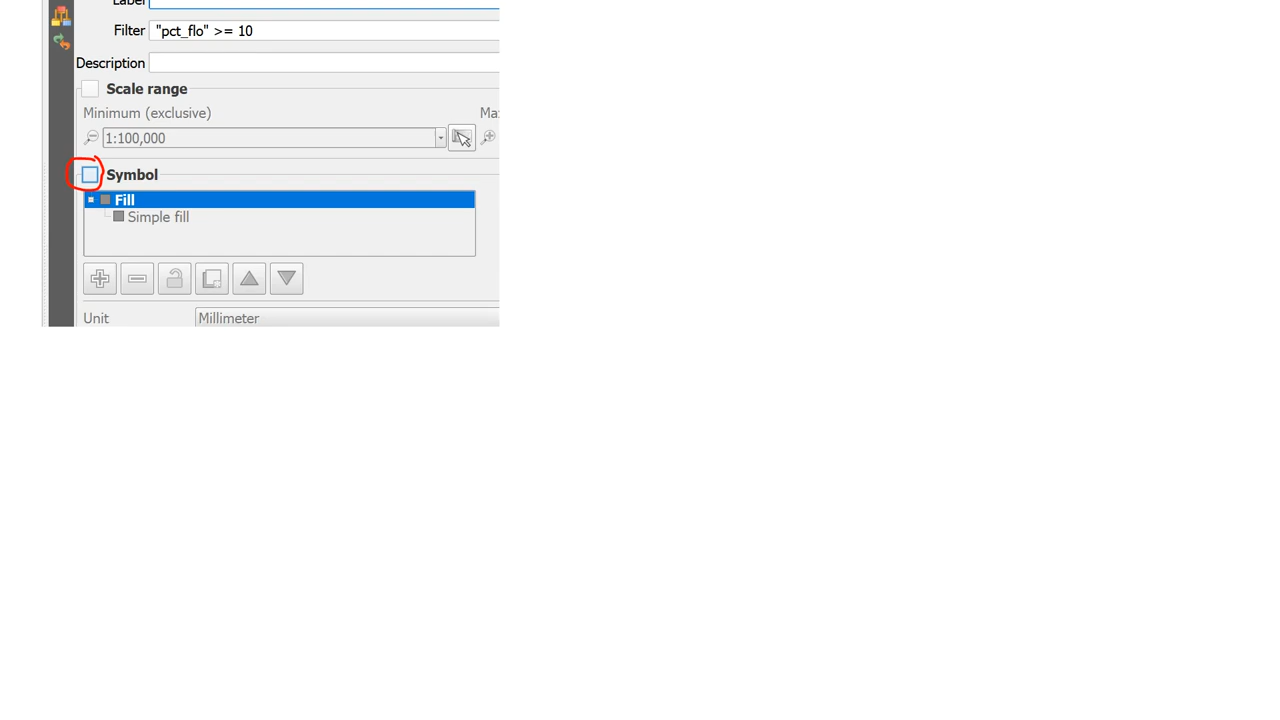 Label
Filter "pct_flo" >= 10
Description
Scale range
Minimum (exclusive)
1:100,000
Symbol
Fill
Simple fill
Unit Millimeter